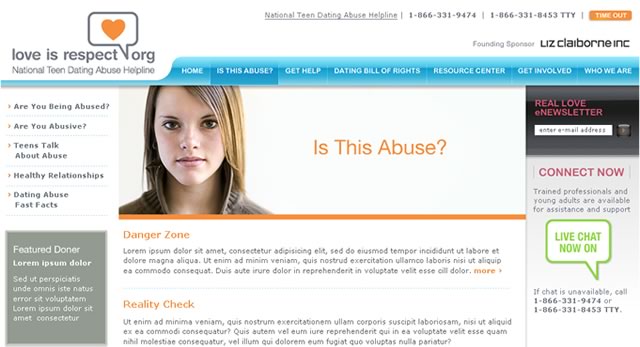 National Teen Dating Abuse Helpline | 1-866-331-9474 | 1-866-331-8453 TTY | TIME OUT
love is respect org
National Teen Dating Abuse Helpline
Founding Sponsor LIZ CLAIBORNE INC
HOME IS THIS ABUSE? GET HELP DATING BILL OF RIGHTS RESOURCE CENTER GET INVOLVED WHO WE ARE
Are You Being Abused?
Are You Abusive?
Teens Talk
About Abuse
Healthy Relationships
Dating Abuse
Fast Facts
Featured Doner
Lorem ipsum dolor
Sed ut perspiciatis
unde omnis iste natus
error et voluptatem
Lorem ipsum dolor sit
amet consectetur
Is This Abuse?
Danger Zone
Lorem ipsum dolor sit amet, consectetur adipisicing elit, sed do eiusmod tempor incididunt ut labore et
dolore magna aliqua. Ut enim ad minim veniam, quis nostrud exercitation ullamco laboris nisi ut aliquip
ex ea commodo consequat. Duis aute irure dolor in reprehenderit in voluptate velit esse cill dolor. more ›
Reality Check
Ut enim ad minima veniam, quis nostrum exercitationem ullam corporis suscipit laboriosam, nisi ut aliquid
ex ea commodi consequatur? Quis autem vel eum iure reprehenderit qui in ea voluptate velit esse quam
nihil molestiae consequatur, vel illum qui dolorem eum fugiat quo voluptas nulla pariatur?
REAL LOVE
eNEWSLETTER
enter e-mail address
CONNECT NOW
Trained professionals and
young adults are available
for assistance and support
LIVE CHAT
NOW ON
If chat is unavailable, call
1-866-331-9474 or
1-866-331-8453 TTY.